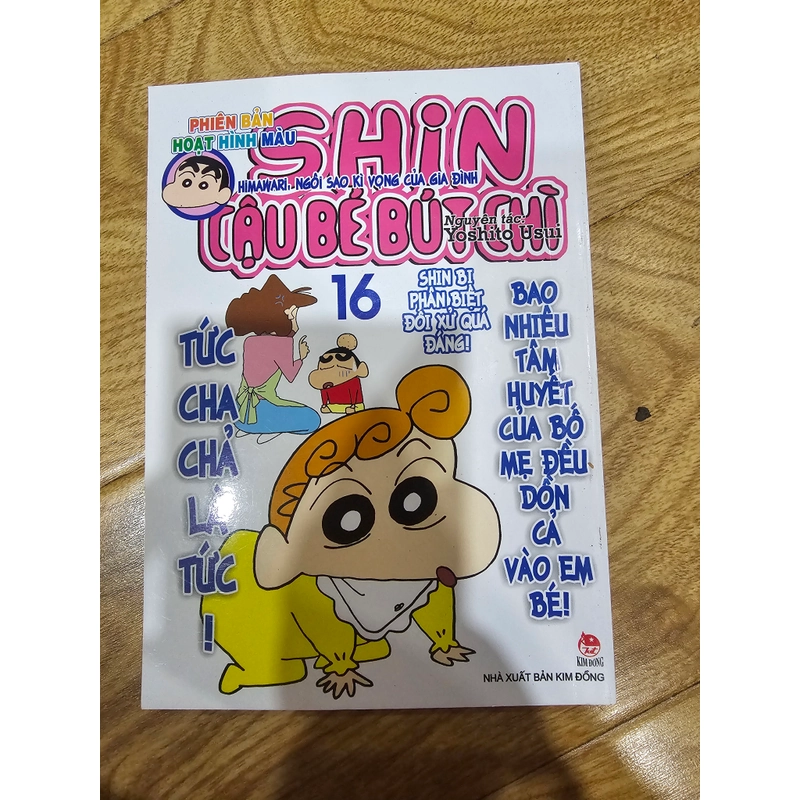 PHIÊN BẢN
HOẠT HÌNH MÀU
SHIN
HIMAWARI, NGÔI SAO KÌ VỌNG CỦA GIA ĐÌNH
CẬU BÉ BÚT CHÌ
Nguyên tác:
Yoshito Usui
16
SHIN BỊ
PHÂN BIỆT
ĐỐI XỬ QUÁ
ĐÁNG!
TỨC
CHA
CHẢ
LÀ
TỨC
!
BAO
NHIÊU
TÂM
HUYẾT
CỦA BỐ
MẸ ĐỀU
DỒN
CẢ
VÀO EM
BÉ!
KIM ĐỒNG
NHÀ XUẤT BẢN KIM ĐỒNG